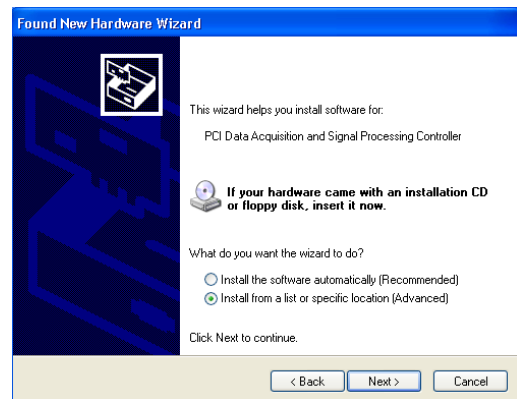 Found New Hardware Wizard
This wizard helps you install software for:
PCI Data Acquisition and Signal Processing Controller
If your hardware came with an installation CD
or floppy disk, insert it now.
What do you want the wizard to do?
Install the software automatically (Recommended)
Install from a list or specific location (Advanced)
Click Next to continue.
< Back Next > Cancel